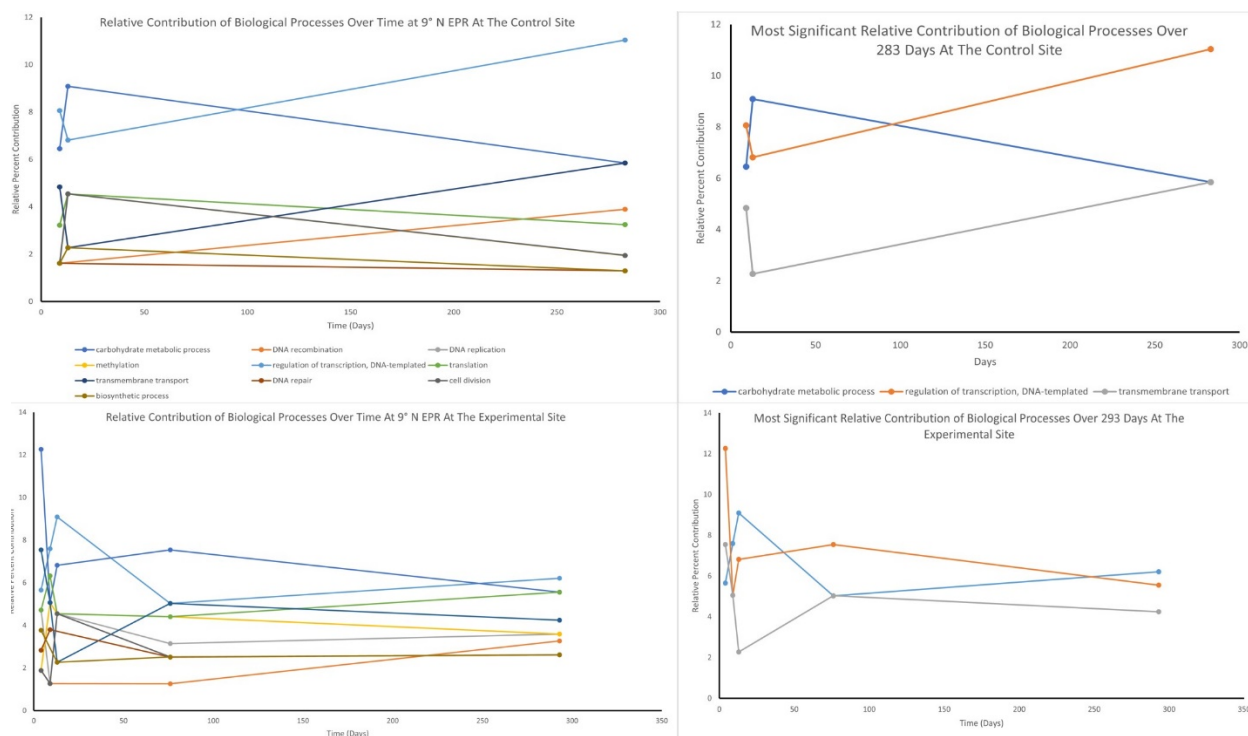 Relative Contribution of Biological Processes Over Time at 9° N EPR At The Control Site
12
10
8
6
4
2
0
Relative Percent Contribution
0 50 100 150 200 250 300
Time (Days)
carbohydrate metabolic process DNA recombination DNA replication
methylation regulation of transcription, DNA-templated translation
transmembrane transport DNA repair cell division
biosynthetic process
Most Significant Relative Contribution of Biological Processes Over
283 Days At The Control Site
12
10
8
6
4
2
0
Relative Percent Contribution
0 50 100 150 200 250 300
Days
carbohydrate metabolic process regulation of transcription, DNA-templated transmembrane transport
Relative Contribution of Biological Processes Over Time At 9° N EPR At The Experimental Site
14
12
10
8
6
4
2
0
Relative Percent Contribution
0 50 100 150 200 250 300 350
Time (Days)
Most Significant Relative Contribution of Biological Processes Over 293 Days At The
Experimental Site
14
12
10
8
6
4
2
0
Relative Percent Contribution
0 50 100 150 200 250 300 350
Time (Days)